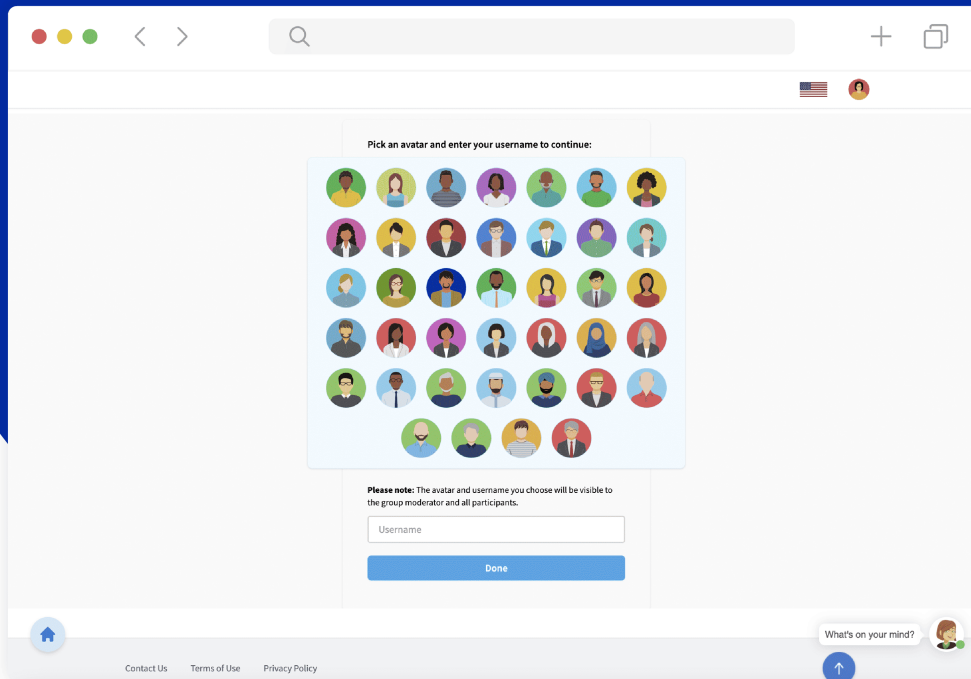 Pick an avatar and enter your username to continue:
Please note: The avatar and username you choose will be visible to
the group moderator and all participants.
Username
Done
What's on your mind?
Contact Us
Terms of Use
Privacy Policy